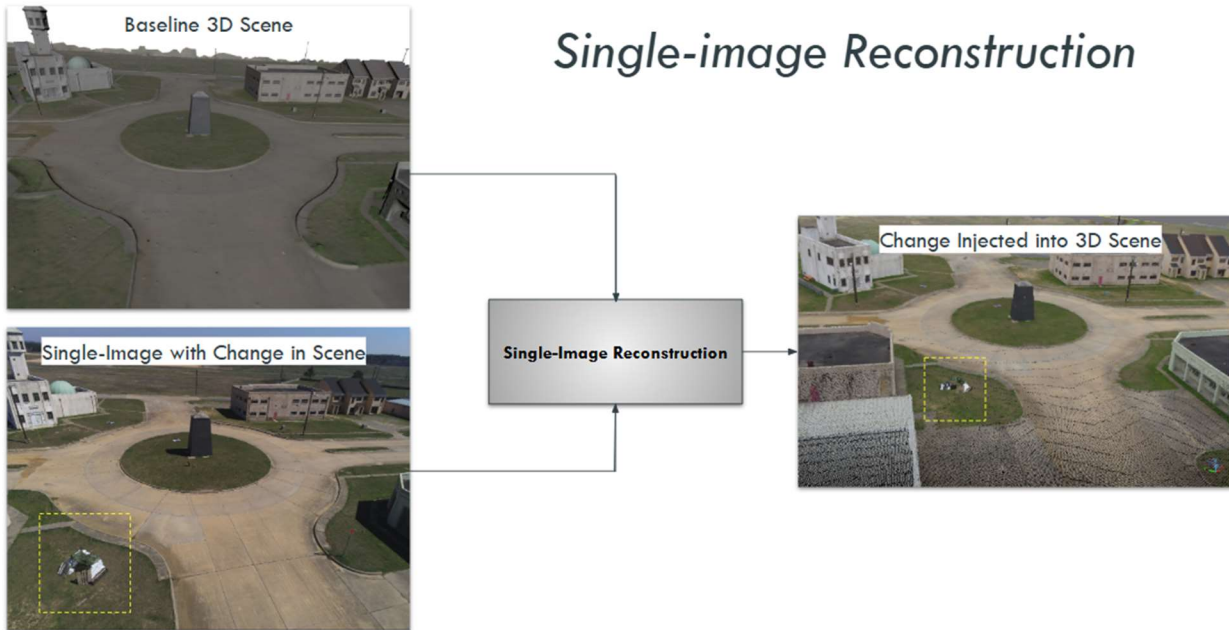 Baseline 3D Scene
Single-image Reconstruction
Single-Image with Change in Scene
Single-Image Reconstruction
Change Injected into 3D Scene